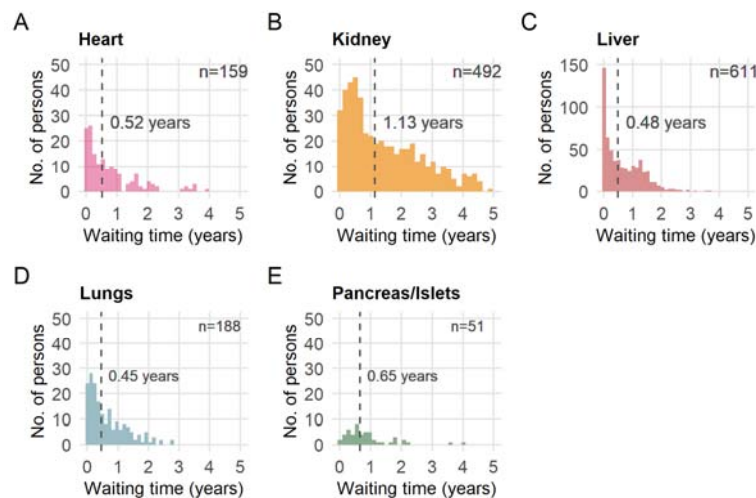 A
Heart
50
40
30
20
10
0
No. of persons
n=159
0.52 years
0 1 2 3 4 5
Waiting time (years)
B
Kidney
50
40
30
20
10
0
No. of persons
n=492
1.13 years
0 1 2 3 4 5
Waiting time (years)
C
Liver
150
100
50
0
No. of persons
n=611
0.48 years
0 1 2 3 4 5
Waiting time (years)
D
Lungs
50
40
30
20
10
0
No. of persons
n=188
0.45 years
0 1 2 3 4 5
Waiting time (years)
E
Pancreas/Islets
50
40
30
20
10
0
No. of persons
n=51
0.65 years
0 1 2 3 4 5
Waiting time (years)